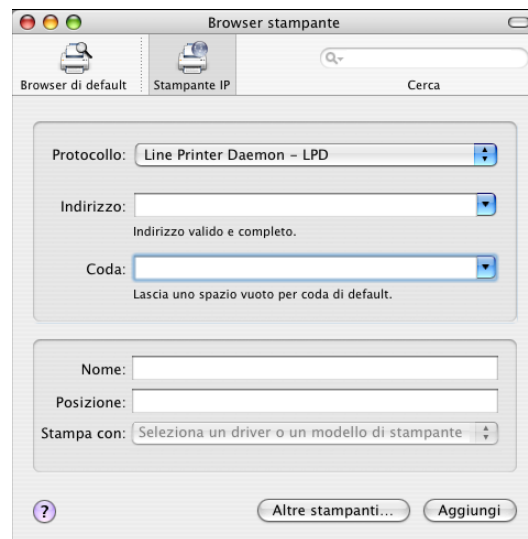 Browser stampante
Browser di default
Stampante IP
Cerca
Protocollo: Line Printer Daemon – LPD
Indirizzo:
Indirizzo valido e completo.
Coda:
Lascia uno spazio vuoto per coda di default.
Nome:
Posizione:
Stampa con: Seleziona un driver o un modello di stampante
? Altre stampanti... Aggiungi